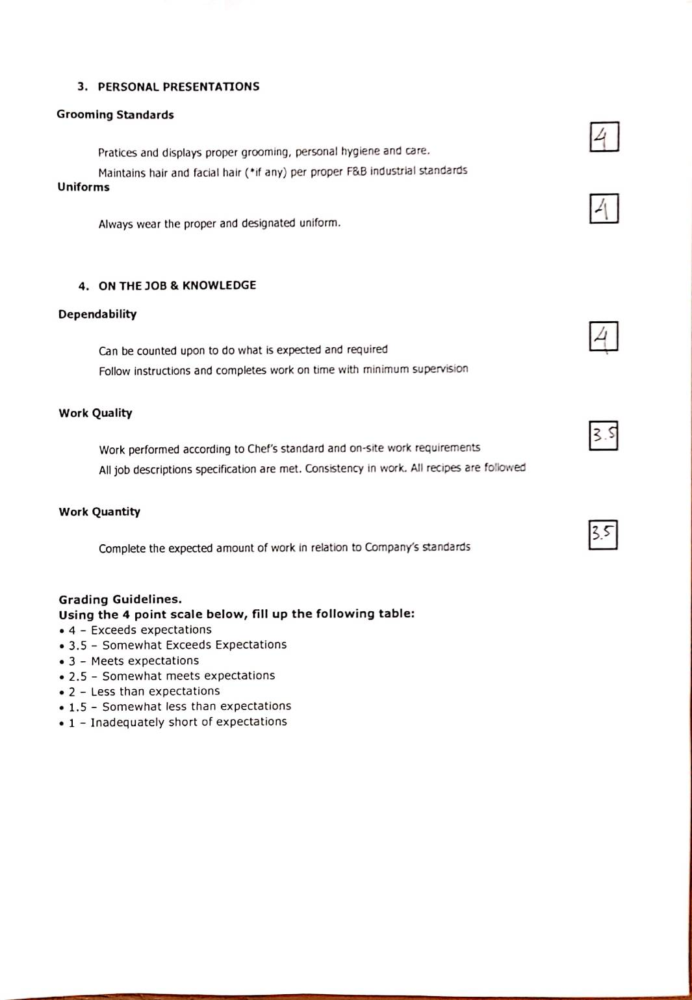 3. PERSONAL PRESENTATIONS
Grooming Standards
4
Pratices and displays proper grooming, personal hygiene and care.
Maintains hair and facial hair (*if any) per proper F&B industrial standards
Uniforms
4
Always wear the proper and designated uniform.
4. ON THE JOB & KNOWLEDGE
Dependability
4
Can be counted upon to do what is expected and required
Follow instructions and completes work on time with minimum supervision
Work Quality
3.5
Work performed according to Chef's standard and on-site work requirements
All job descriptions specification are met. Consistency in work. All recipes are followed
Work Quantity
3.5
Complete the expected amount of work in relation to Company's standards
Grading Guidelines.
Using the 4 point scale below, fill up the following table:
• 4 – Exceeds expectations
• 3.5 – Somewhat Exceeds Expectations
• 3 – Meets expectations
• 2.5 – Somewhat meets expectations
• 2 – Less than expectations
• 1.5 – Somewhat less than expectations
• 1 – Inadequately short of expectations